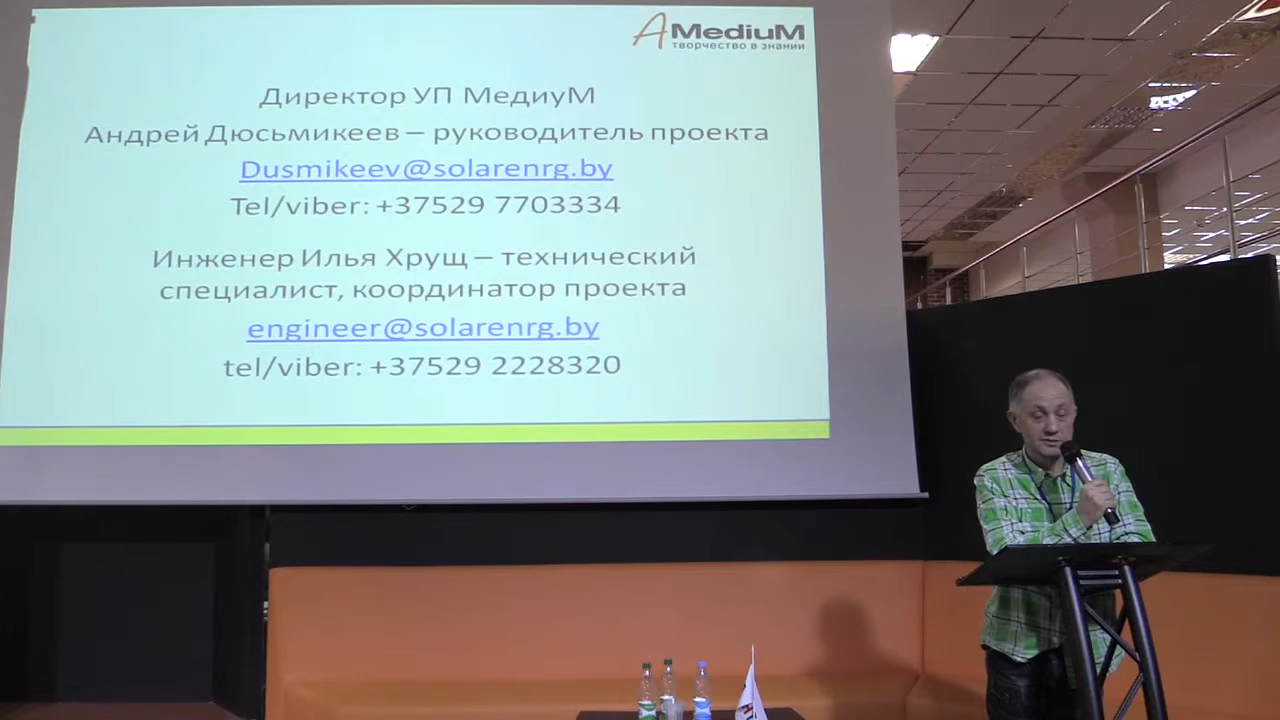 AMediuM
творчество в знании
Директор УП МедиуМ
Андрей Дюсьмикеев – руководитель проекта
Dusmikeev@solarenrg.by
Tel/viber: +37529 7703334
Инженер Илья Хрущ – технический
специалист, координатор проекта
engineer@solarenrg.by
tel/viber: +37529 2228320